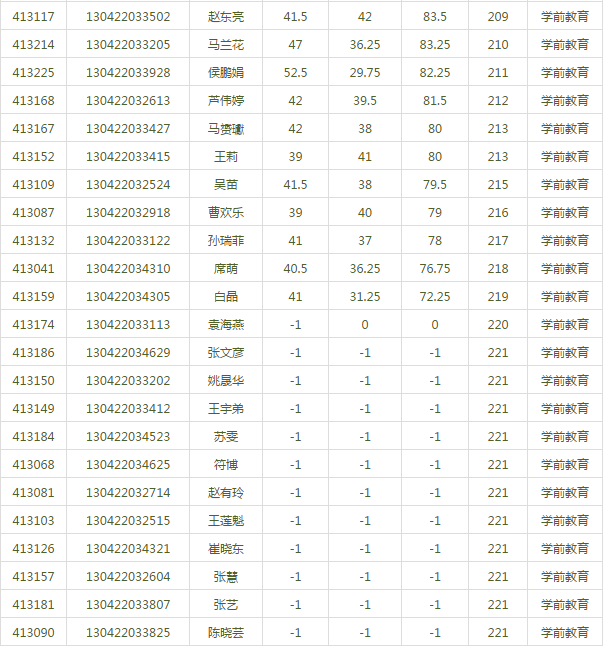 413117 130422033502 赵东亮 41.5 42 83.5 209 学前教育
413214 130422033205 马兰花 47 36.25 83.25 210 学前教育
413225 130422033928 侯鹏娟 52.5 29.75 82.25 211 学前教育
413168 130422032613 芦伟婷 42 39.5 81.5 212 学前教育
413167 130422033427 42 38 80 213 学前教育
413152 130422033415 王莉 39 41 80 213 学前教育
413109 130422032524 吴苗 41.5 38 79.5 215 学前教育
413087 130422032918 曹欢乐 39 40 79 216 学前教育
413132 130422033122 孙瑞菲 41 37 78 217 学前教育
413041 130422034310 席萌 40.5 36.25 76.75 218 学前教育
413159 130422034305 白晶 41 31.25 72.25 219 学前教育
413174 130422033113 袁海燕 -1 0 0 220 学前教育
413186 130422034629 张文彦 -1 -1 -1 221 学前教育
413150 130422033202 姚晟华 -1 -1 -1 221 学前教育
413149 130422033412 王宇弟 -1 -1 -1 221 学前教育
413184 130422034523 苏雯 -1 -1 -1 221 学前教育
413068 130422034625 符博 -1 -1 -1 221 学前教育
413081 130422032714 赵有玲 -1 -1 -1 221 学前教育
413103 130422032515 王莲魁 -1 -1 -1 221 学前教育
413126 130422034321 崔晓东 -1 -1 -1 221 学前教育
413157 130422032604 张慧 -1 -1 -1 221 学前教育
413181 130422033807 张艺 -1 -1 -1 221 学前教育
413090 130422033825 陈晓芸 -1 -1 -1 221 学前教育